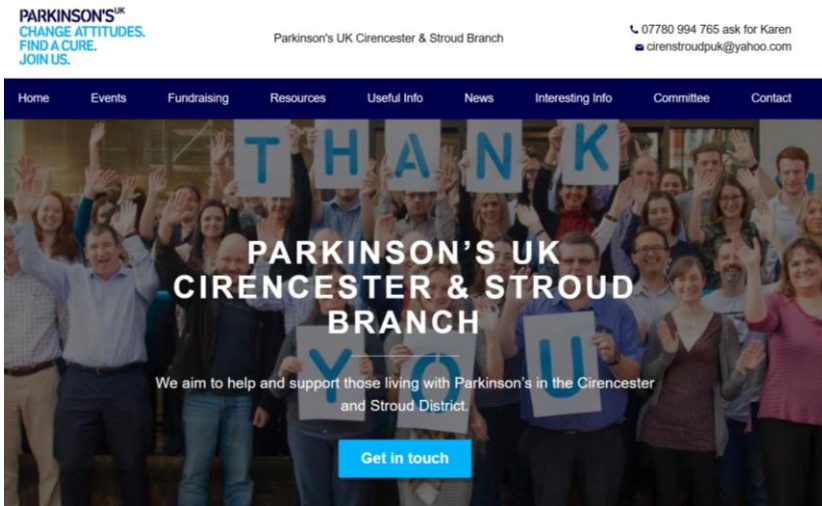 PARKINSON'S UK
CHANGE ATTITUDES.
FIND A CURE.
JOIN US.
Parkinson's UK Cirencester & Stroud Branch
07780 994 765 ask for Karen
cirenstroudpuk@yahoo.com
Home Events Fundraising Resources Useful Info News Interesting Info Committee Contact
THANK
PARKINSON’S UK
CIRENCESTER & STROUD
BRANCH
YOU
We aim to help and support those living with Parkinson’s in the Cirencester
and Stroud District.
Get in touch